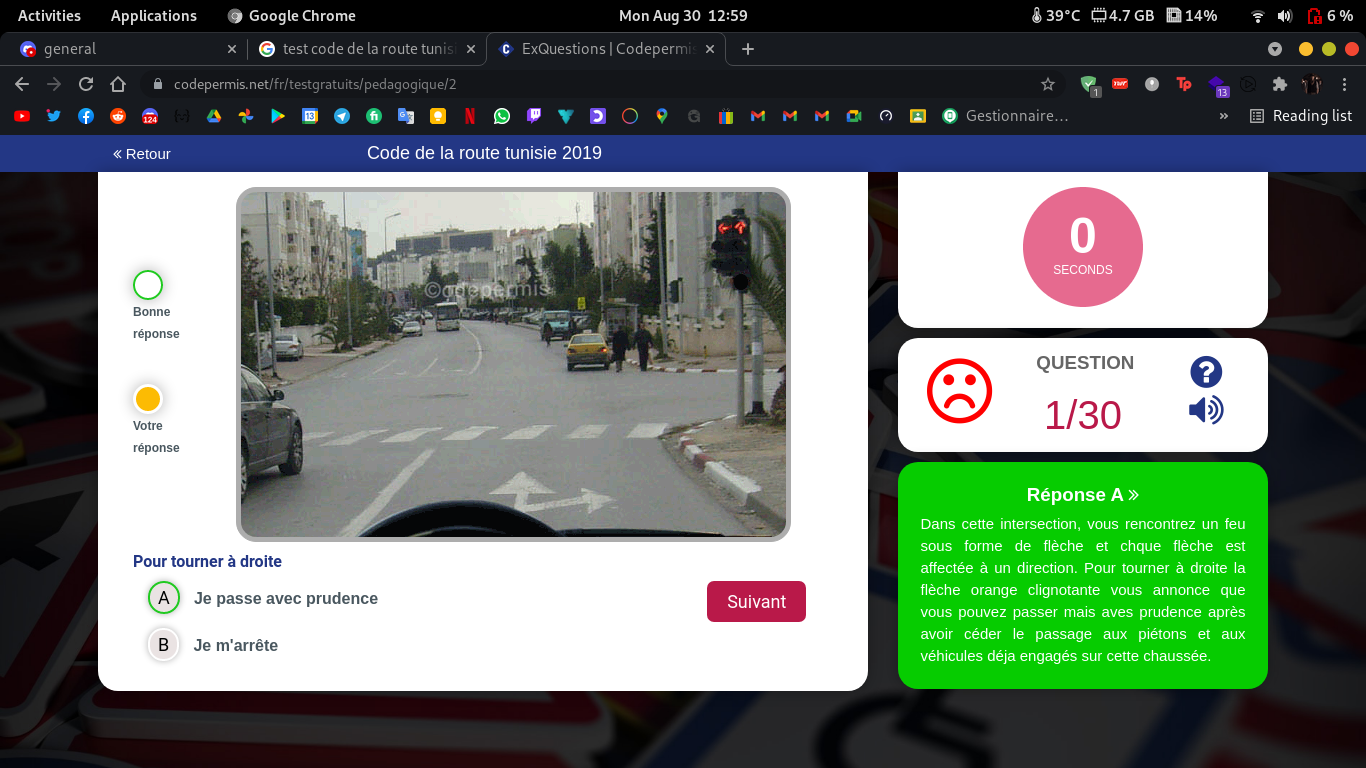 Activities Applications Google Chrome Mon Aug 30 12:59 39°C 4.7 GB 14% 6 %
general test code de la route tunisi ExQuestions | Codepermis
codepermis.net/fr/testgratuits/pedagogique/2
Gestionnaire... » Reading list
« Retour Code de la route tunisie 2019
©odepermis
Bonne
réponse
Votre
réponse
0
SECONDS
QUESTION
1/30
Pour tourner à droite
A Je passe avec prudence
B Je m'arrête
Suivant
Réponse A »
Dans cette intersection, vous rencontrez un feu
sous forme de flèche et chque flèche est
affectée à un direction. Pour tourner à droite la
flèche orange clignotante vous annonce que
vous pouvez passer mais aves prudence après
avoir céder le passage aux piétons et aux
véhicules déja engagés sur cette chaussée.